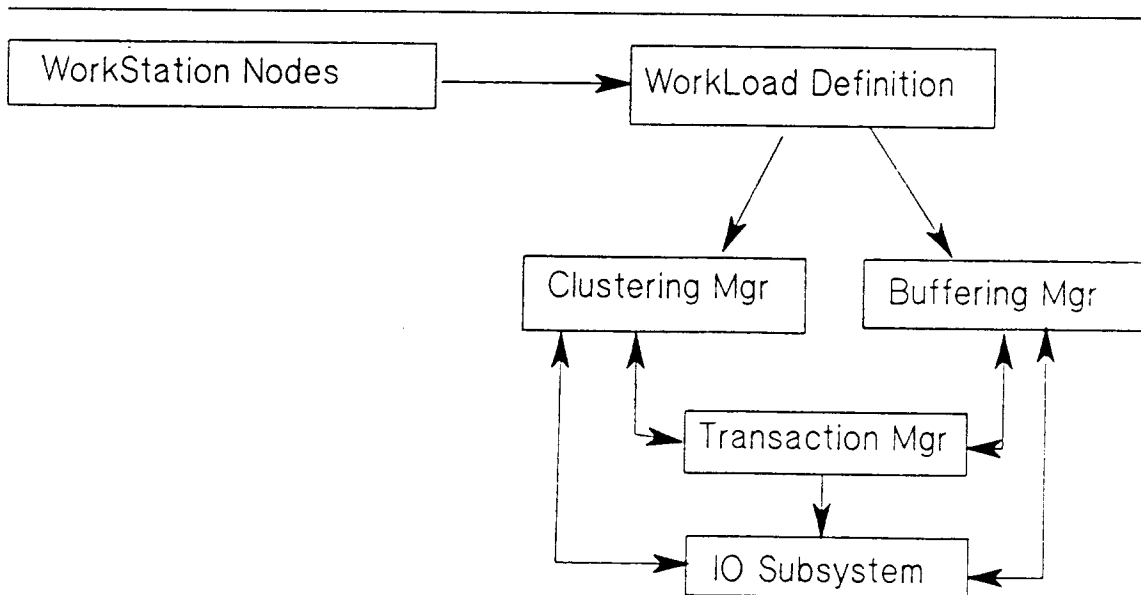 WorkStation Nodes
WorkLoad Definition
Clustering Mgr
Buffering Mgr
Transaction Mgr
IO Subsystem